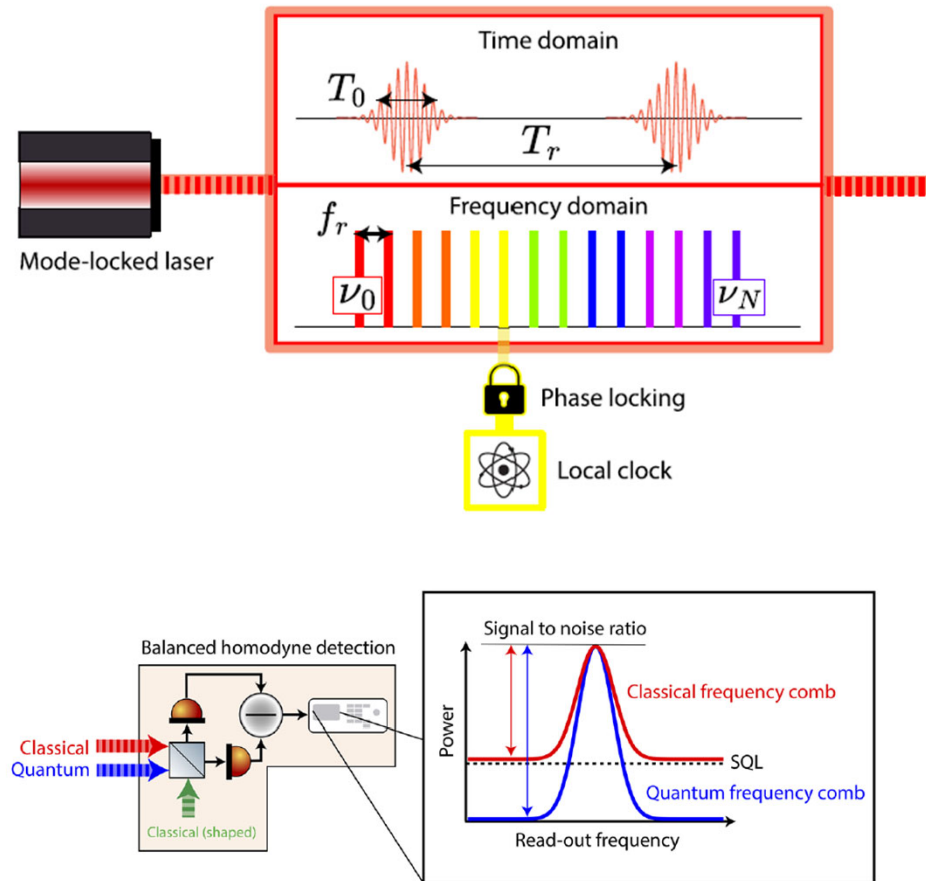 Time domain
T₀
Tᵣ
Mode-locked laser
Frequency domain
fᵣ
ν₀
ν_N
Phase locking
Local clock
Balanced homodyne detection
Classical
Quantum
Classical (shaped)
Signal to noise ratio
Classical frequency comb
Power
SQL
Quantum frequency comb
Read-out frequency